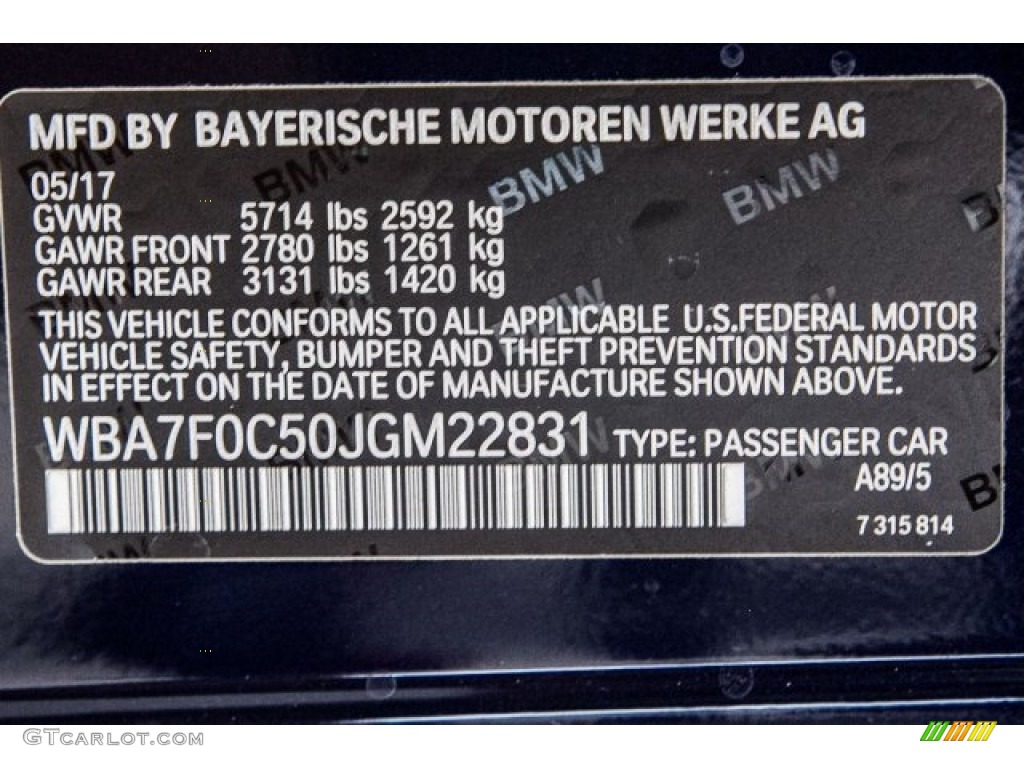 MFD BY BAYERISCHE MOTOREN WERKE AG
05/17
GVWR 5714 lbs 2592 kg
GAWR FRONT 2780 lbs 1261 kg
GAWR REAR 3131 lbs 1420 kg
THIS VEHICLE CONFORMS TO ALL APPLICABLE U.S.FEDERAL MOTOR
VEHICLE SAFETY, BUMPER AND THEFT PREVENTION STANDARDS
IN EFFECT ON THE DATE OF MANUFACTURE SHOWN ABOVE.
WBA7F0C50JGM22831 TYPE: PASSENGER CAR
A89/5
7 315 814
BMW
BMW
BMW
BMW
GTCarLot.com